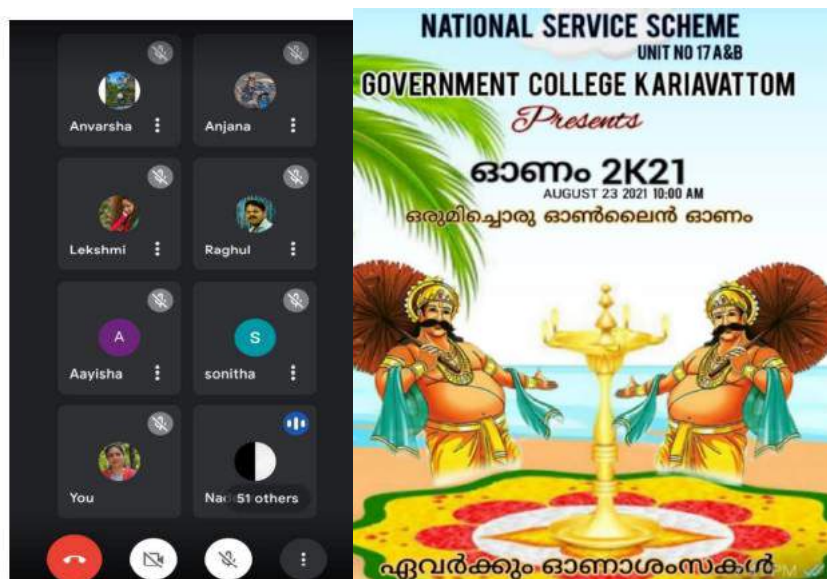 Anvarsha
Anjana
Lekshmi
Raghul
A
Aayisha
S
sonitha
You
51 others
NATIONAL SERVICE SCHEME
UNIT NO 17 A&B
GOVERNMENT COLLEGE KARIAVATTOM
Presents
ഓണം 2K21
AUGUST 23 2021 10:00 AM
ഒരുമിച്ചൊരു ഓൺലൈൻ ഓണം
ഏവർക്കും ഓണാശംസകൾ
PM